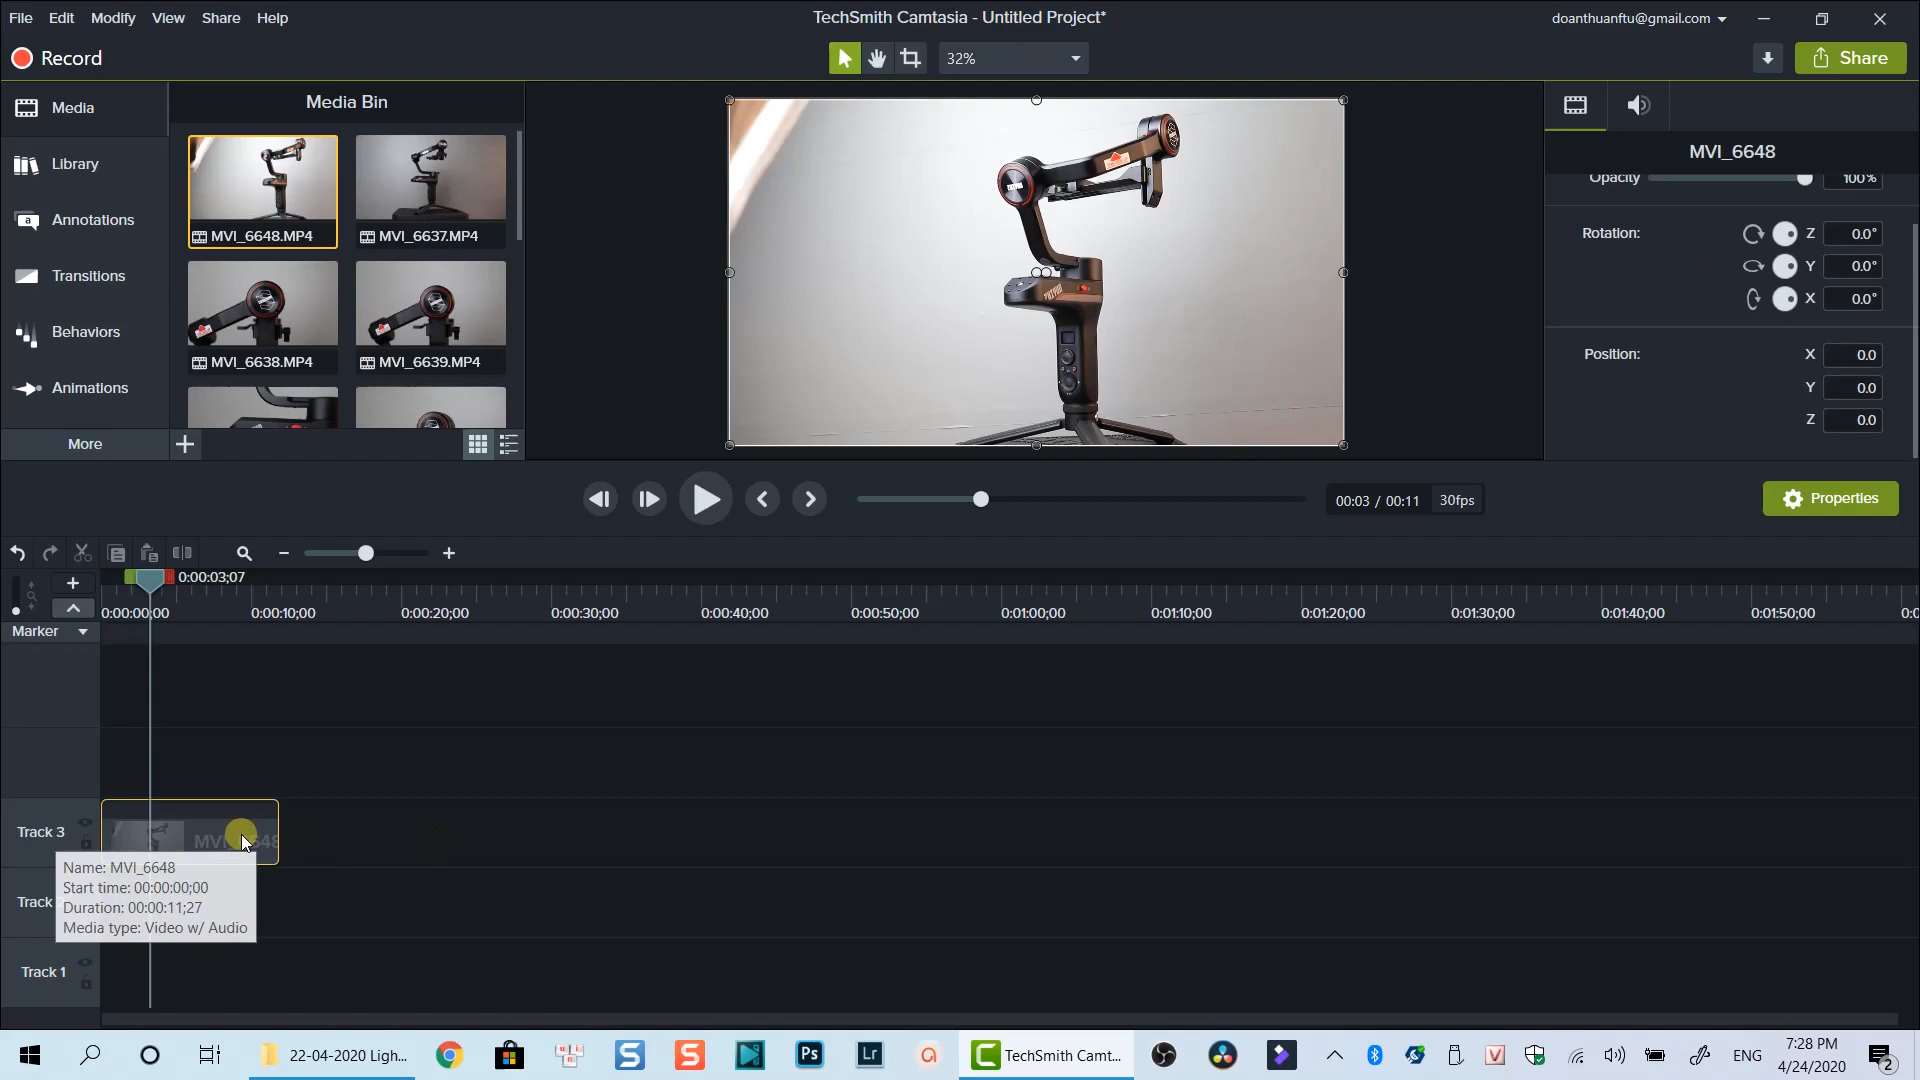 File Edit Modify View Share Help
TechSmith Camtasia - Untitled Project*
doanthuanftu@gmail.com
Record
32%
Share
Media
Library
Annotations
Transitions
Behaviors
Animations
More
Media Bin
MVI_6648.MP4
MVI_6637.MP4
MVI_6638.MP4
MVI_6639.MP4
MVI_6648
Opacity 100%
Rotation: Z 0.0°
Y 0.0°
X 0.0°
Position: X 0.0
Y 0.0
Z 0.0
00:03 / 00:11 30fps
Properties
0:00:03;07
0:00:00;00 0:00:10;00 0:00:20;00 0:00:30;00 0:00:40;00 0:00:50;00 0:01:00;00 0:01:10;00 0:01:20;00 0:01:30;00 0:01:40;00 0:01:50;00
Marker
Track 3
Name: MVI_6648
Start time: 00:00:00;00
Duration: 00:00:11;27
Media type: Video w/ Audio
Track
Track 1
22-04-2020 Ligh...
TechSmith Camt...
ENG
7:28 PM
4/24/2020
2